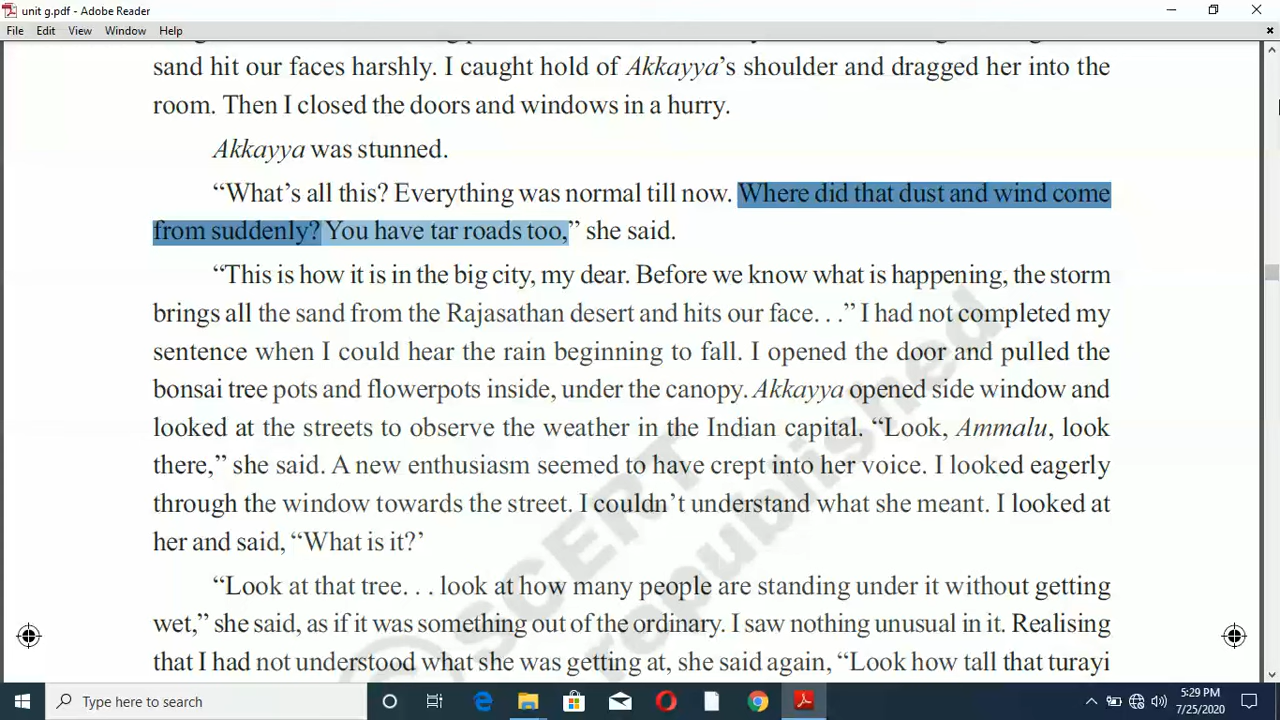 unit g.pdf - Adobe Reader
File Edit View Window Help
sand hit our faces harshly. I caught hold of Akkayya's shoulder and dragged her into the
room. Then I closed the doors and windows in a hurry.
Akkayya was stunned.
“What's all this? Everything was normal till now. Where did that dust and wind come
from suddenly? You have tar roads too,” she said.
“This is how it is in the big city, my dear. Before we know what is happening, the storm
brings all the sand from the Rajasathan desert and hits our face. . .” I had not completed my
sentence when I could hear the rain beginning to fall. I opened the door and pulled the
bonsai tree pots and flowerpots inside, under the canopy. Akkayya opened side window and
looked at the streets to observe the weather in the Indian capital. “Look, Ammalu, look
there,” she said. A new enthusiasm seemed to have crept into her voice. I looked eagerly
through the window towards the street. I couldn't understand what she meant. I looked at
her and said, “What is it?’
“Look at that tree. . . look at how many people are standing under it without getting
wet,” she said, as if it was something out of the ordinary. I saw nothing unusual in it. Realising
that I had not understood what she was getting at, she said again, “Look how tall that turayi
©SCERT
republished
Type here to search
5:29 PM
7/25/2020